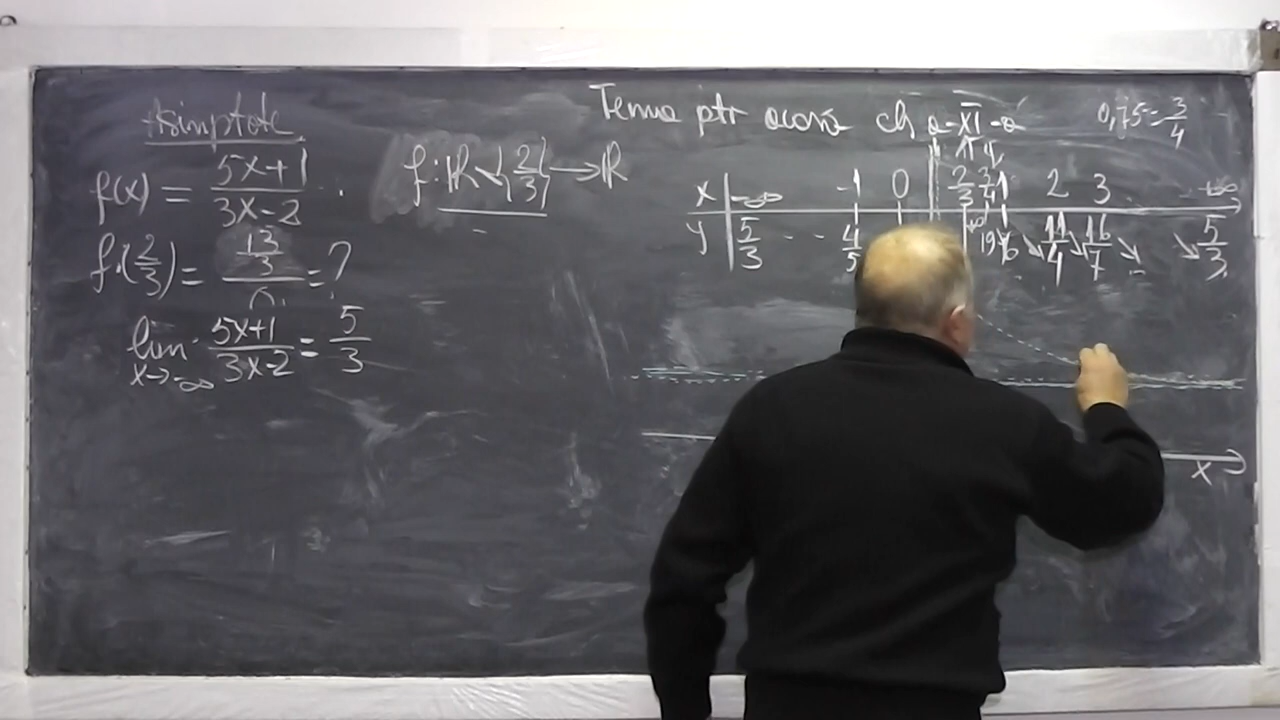 Asimptote
f(x) = (5x+1)/(3x-2)
f: ℝ∖{2/3} → ℝ
f(2/3) = (13/3)/0 = ?
lim x→-∞ (5x+1)/(3x-2) = 5/3
Tema ptr acasă a-XI-a
0,75 = 3/4
x | -∞ -1 0 2/3 3/4 1 2 3 +∞
y | 5/3 - - 4/5 19 6 ↘ 11/4 ↘ 16/7 ↘ ↘ 5/3
x